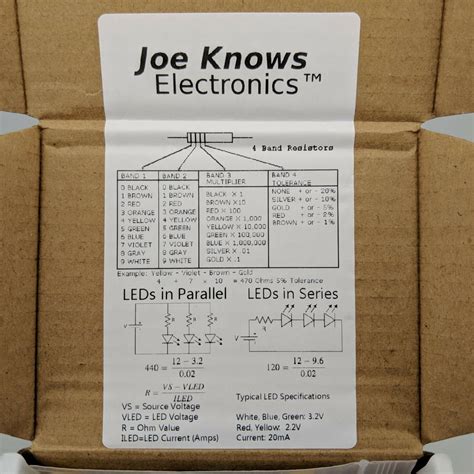 Joe Knows
Electronics™
4 Band Resistors
BAND 1 BAND 2 BAND 3 MULTIPLIER BAND 4 TOLERANCE
0 BLACK 0 BLACK BLACK X 1 NONE + or - 20%
1 BROWN 1 BROWN BROWN X10 SILVER + or - 10%
2 RED 2 RED RED X 100 GOLD + or - 5%
3 ORANGE 3 ORANGE ORANGE X 1,000 RED + or - 2%
4 YELLOW 4 YELLOW YELLOW X 10,000 BROWN + or - 1%
5 GREEN 5 GREEN GREEN X 100,000
6 BLUE 6 BLUE BLUE X 1,000,000
7 VIOLET 7 VIOLET SILVER X .01
8 GRAY 8 GRAY GOLD X .1
9 WHITE 9 WHITE
Example: Yellow - Violet - Brown - Gold
4 + 7 x 10 = 470 Ohms 5% Tolerance
LEDs in Parallel LEDs in Series
V R R R
V R
440 = 12 - 3.2 / 0.02
120 = 12 - 9.6 / 0.02
R = VS - VLED / ILED
VS = Source Voltage
VLED = LED Voltage
R = Ohm Value
ILED=LED Current (Amps)
Typical LED Specifications
White, Blue, Green: 3.2V
Red, Yellow: 2.2V
Current: 20mA